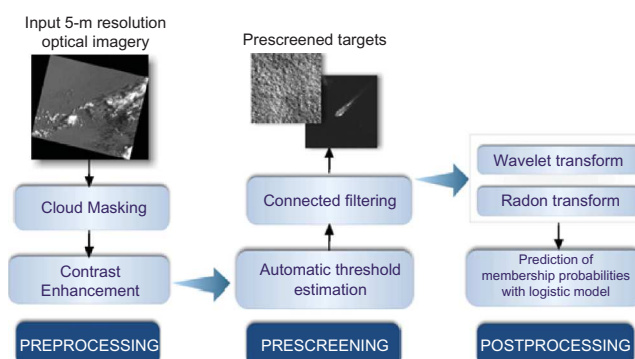 Input 5-m resolution
optical imagery
Cloud Masking
Contrast
Enhancement
PREPROCESSING
Prescreened targets
Connected filtering
Automatic threshold
estimation
PRESCREENING
Wavelet transform
Radon transform
Prediction of
membership probabilities
with logistic model
POSTPROCESSING